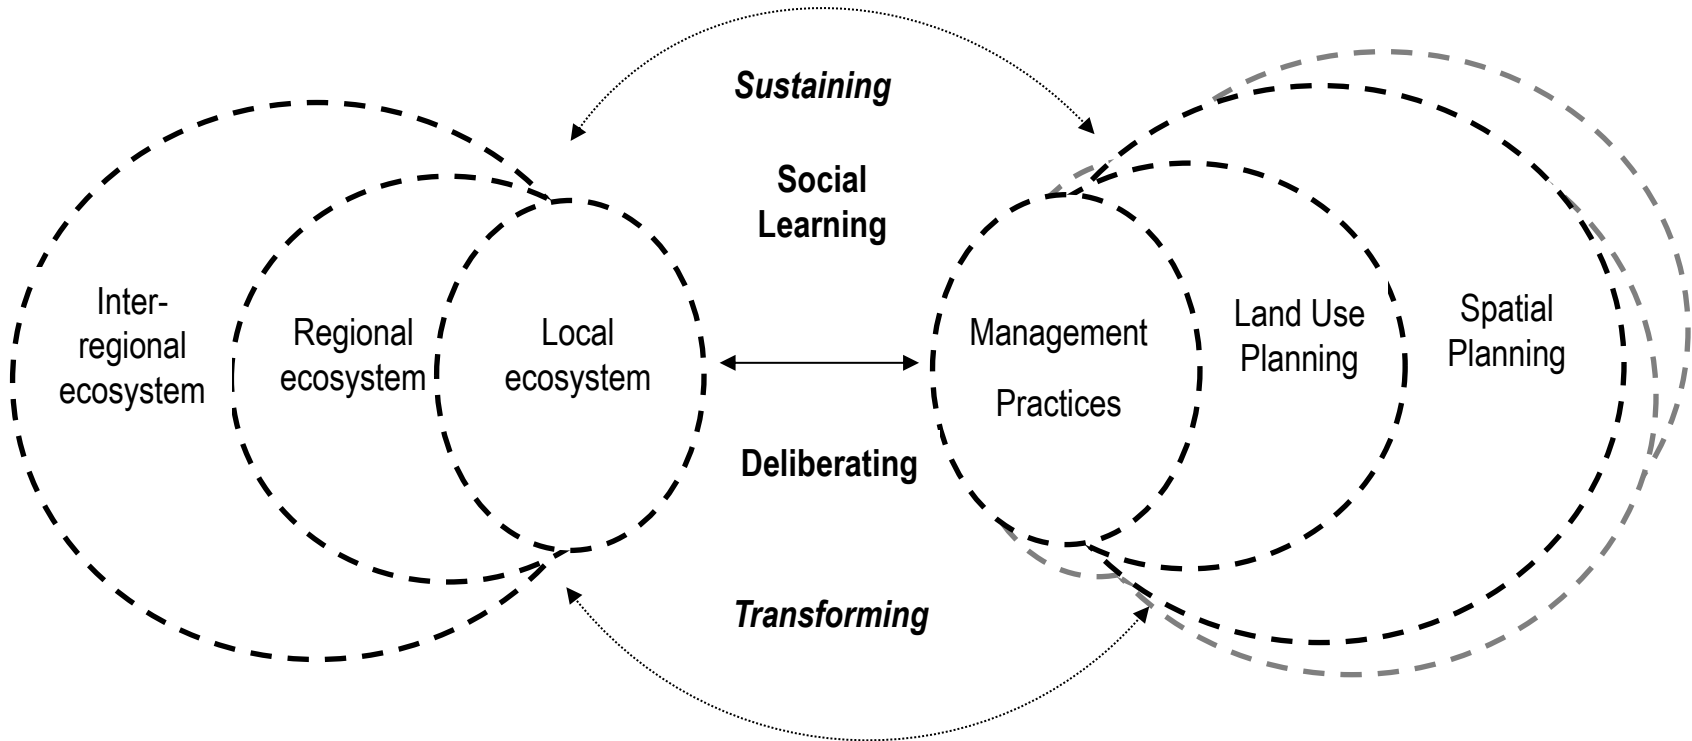 Sustaining
Social
Learning
Inter-
regional
ecosystem
Regional
ecosystem
Local
ecosystem
Management
Practices
Land Use
Planning
Spatial
Planning
Deliberating
Transforming